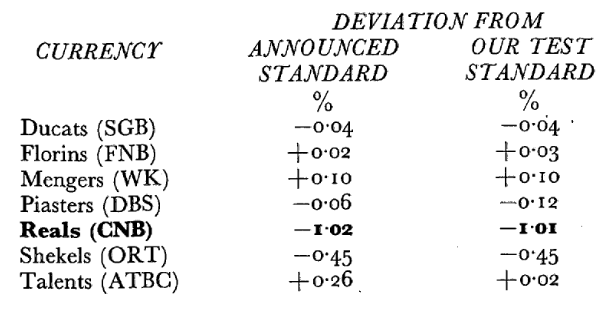 DEVIATION FROM
CURRENCY ANNOUNCED OUR TEST
STANDARD STANDARD
% %
Ducats (SGB) —0·04 —0·04
Florins (FNB) +0·02 +0·03
Mengers (WK) +0·10 +0·10
Piasters (DBS) —0·06 —0·12
Reals (CNB) —1·02 —1·01
Shekels (ORT) —0·45 —0·45
Talents (ATBC) +0·26 +0·02